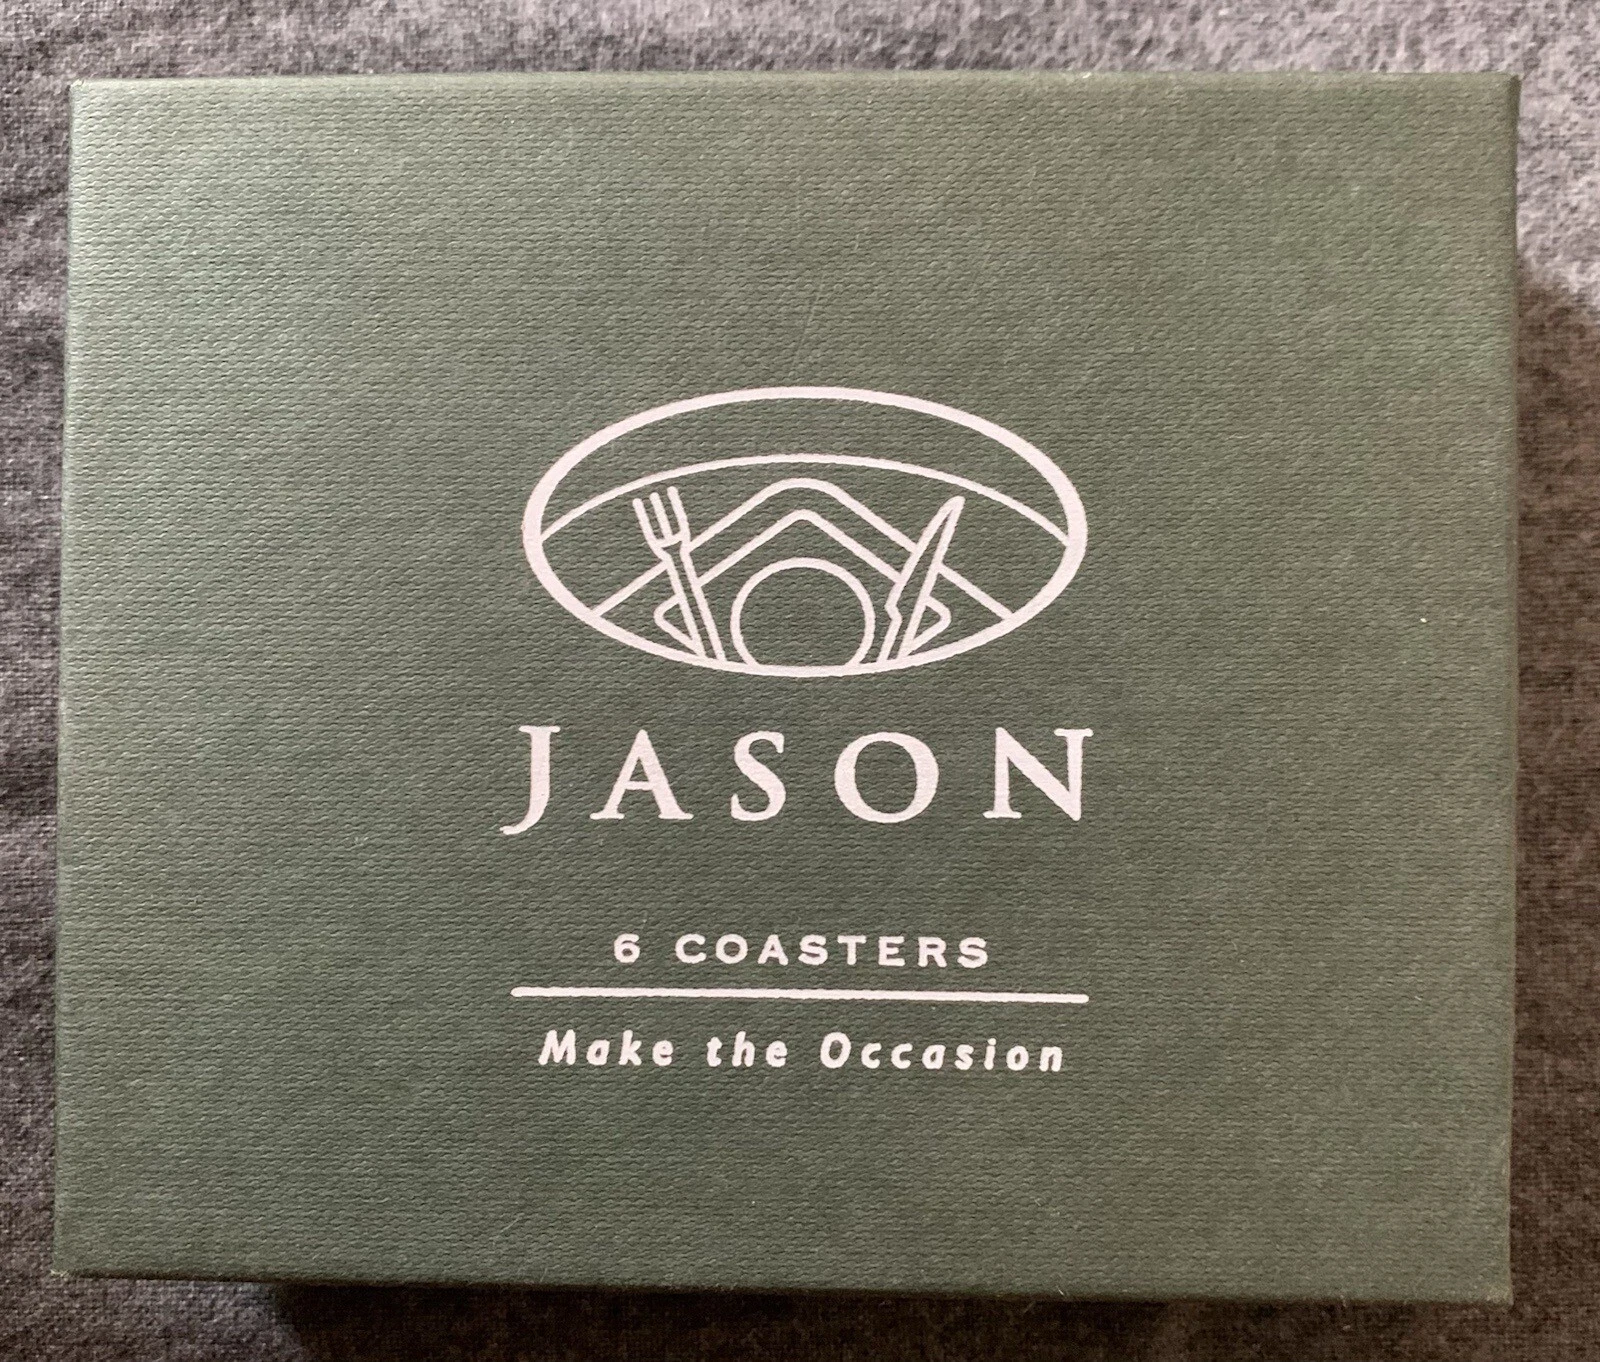 JASON
6 COASTERS
Make the Occasion